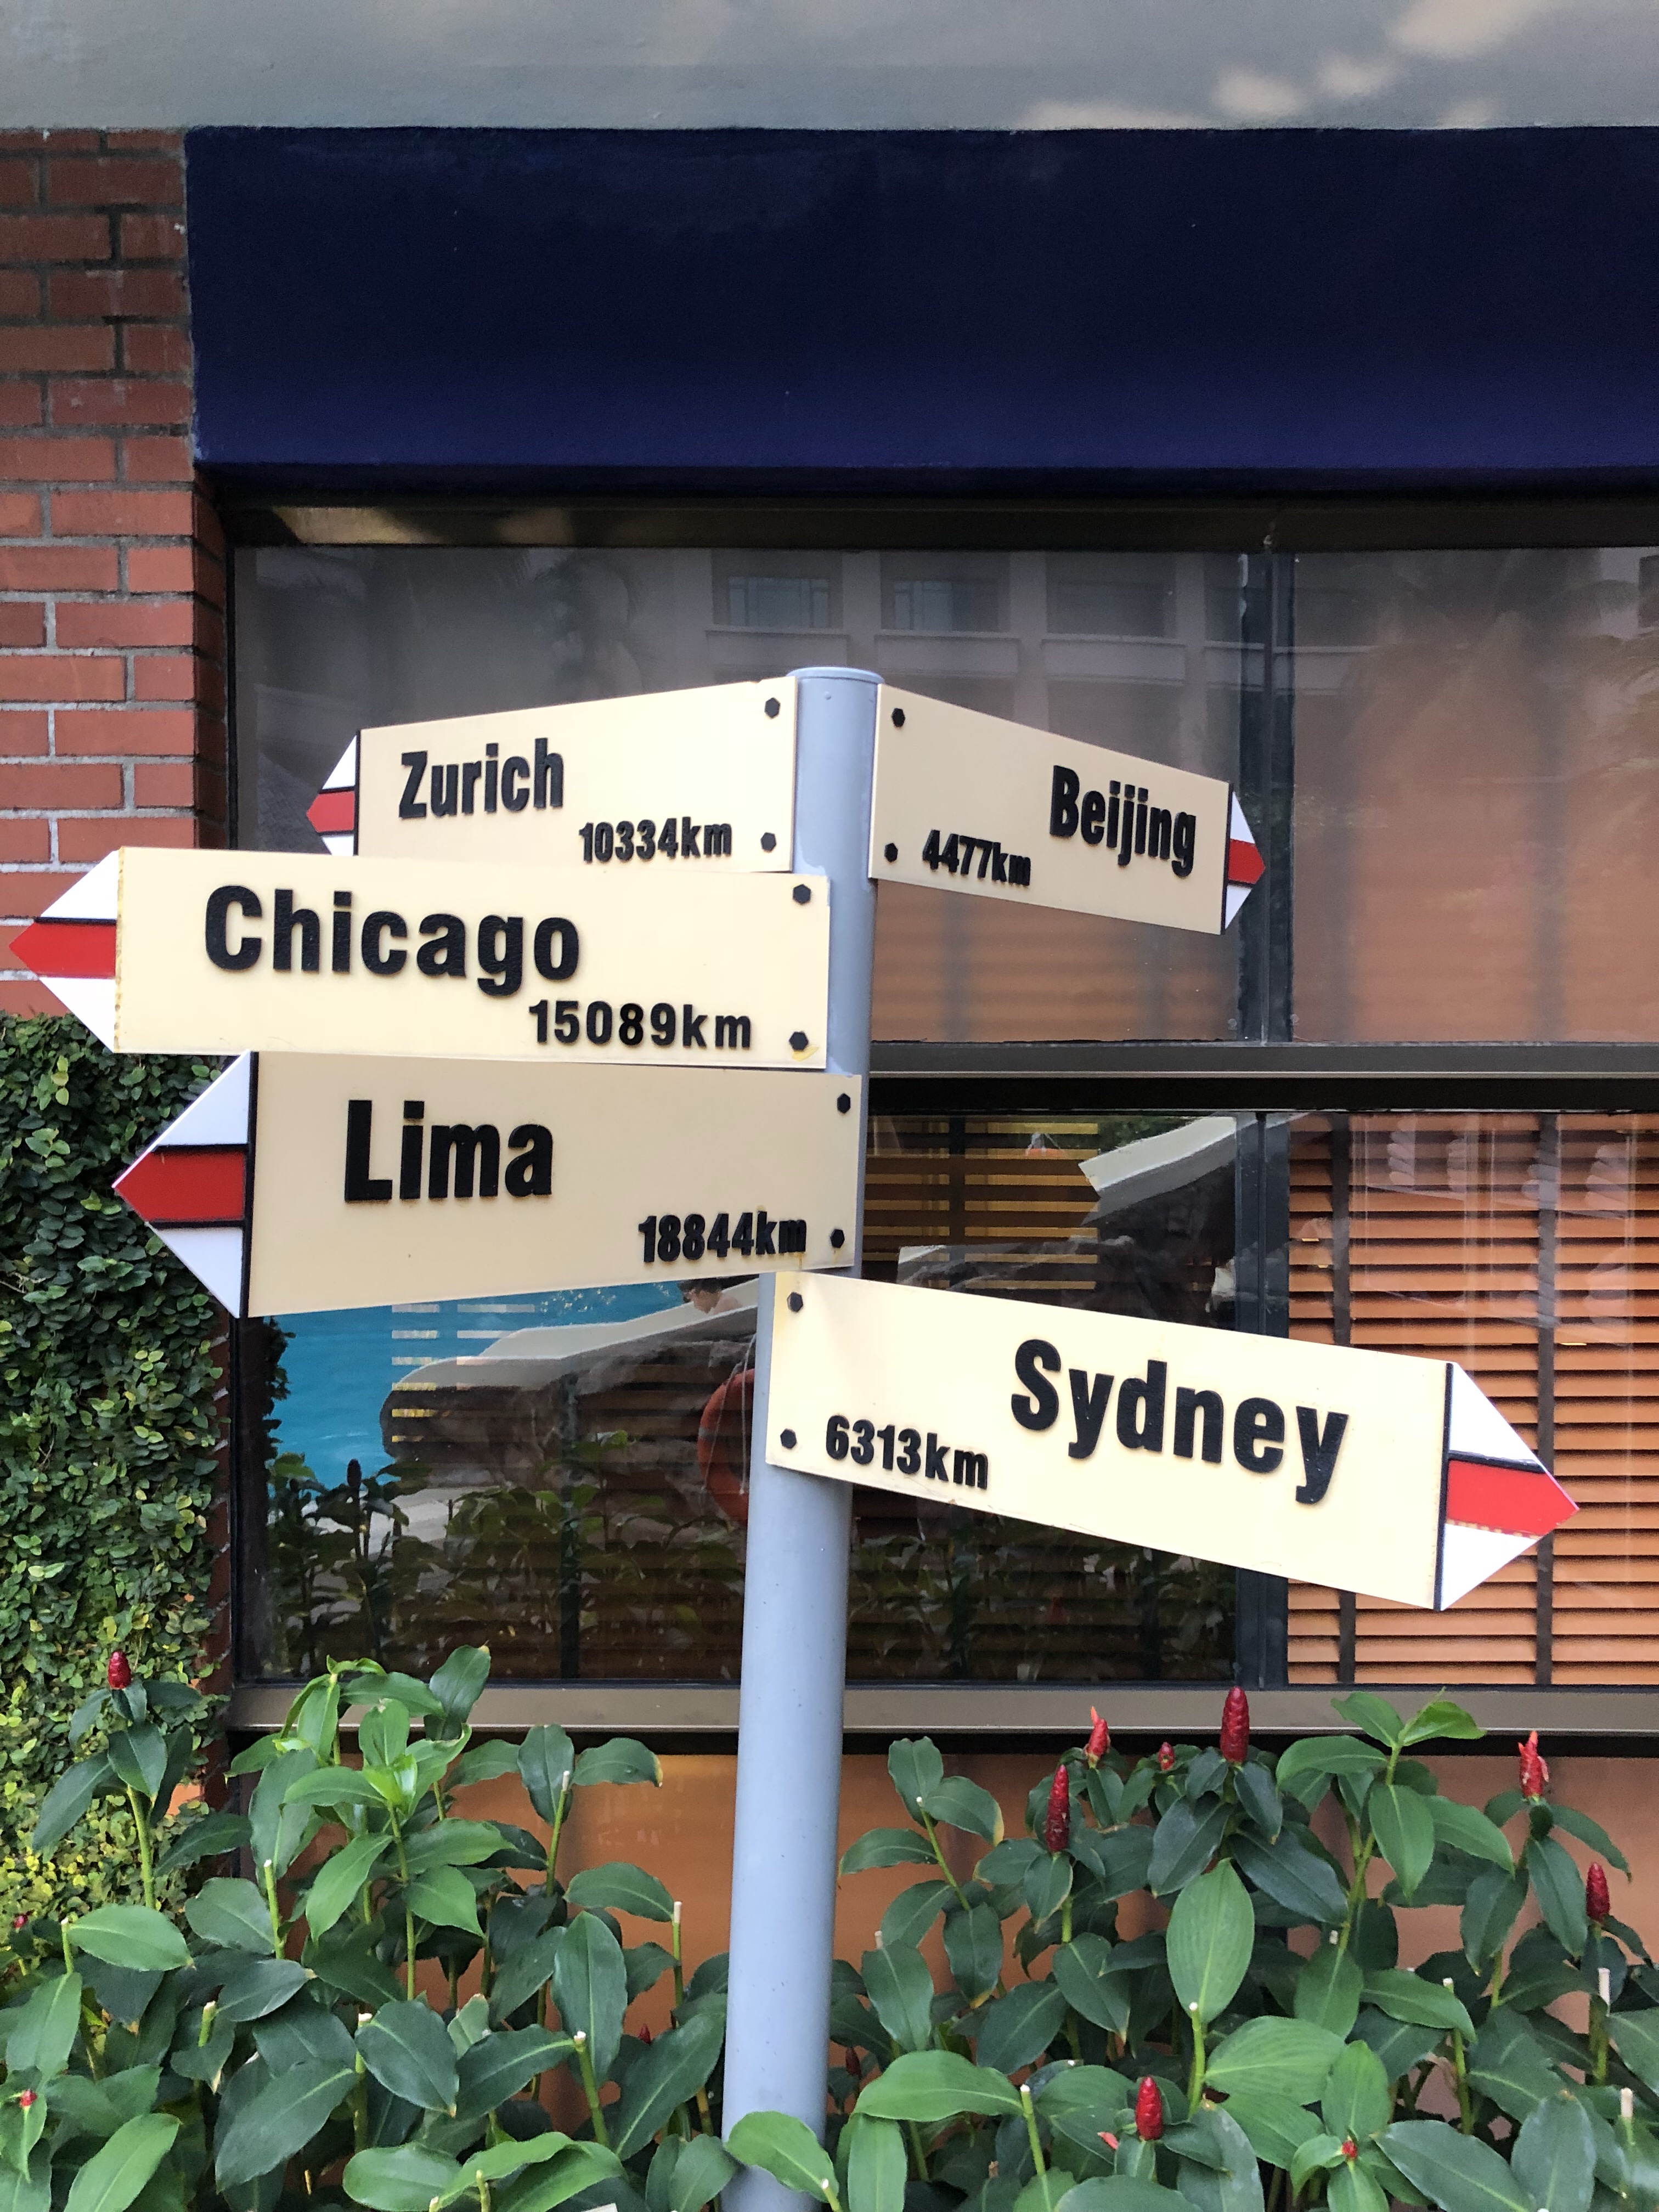 Zurich
10334km
Beijing
4477km
Chicago
15089km
Lima
18844km
Sydney
6313km